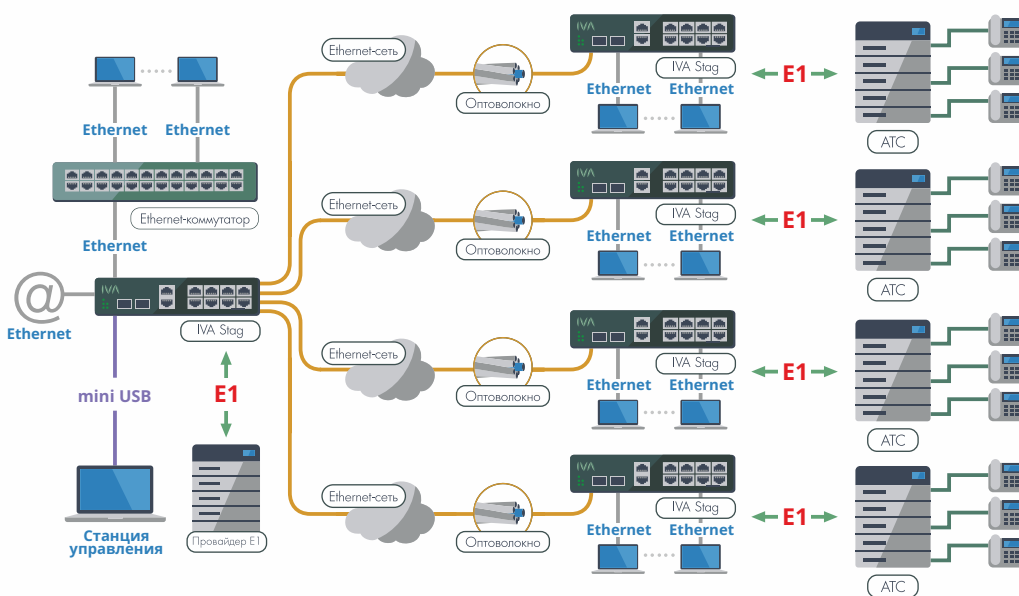 Ethernet
Ethernet
Ethernet-коммутатор
Ethernet
@
Ethernet
IVA
IVA Stag
mini USB
E1
Станция
управления
Провайдер E1
Ethernet-сеть
Оптоволокно
IVA
IVA Stag
Ethernet
Ethernet
E1
АТС
Ethernet-сеть
Оптоволокно
IVA
IVA Stag
Ethernet
Ethernet
E1
АТС
Ethernet-сеть
Оптоволокно
IVA
IVA Stag
Ethernet
Ethernet
E1
АТС
Ethernet-сеть
Оптоволокно
IVA
IVA Stag
Ethernet
Ethernet
E1
АТС